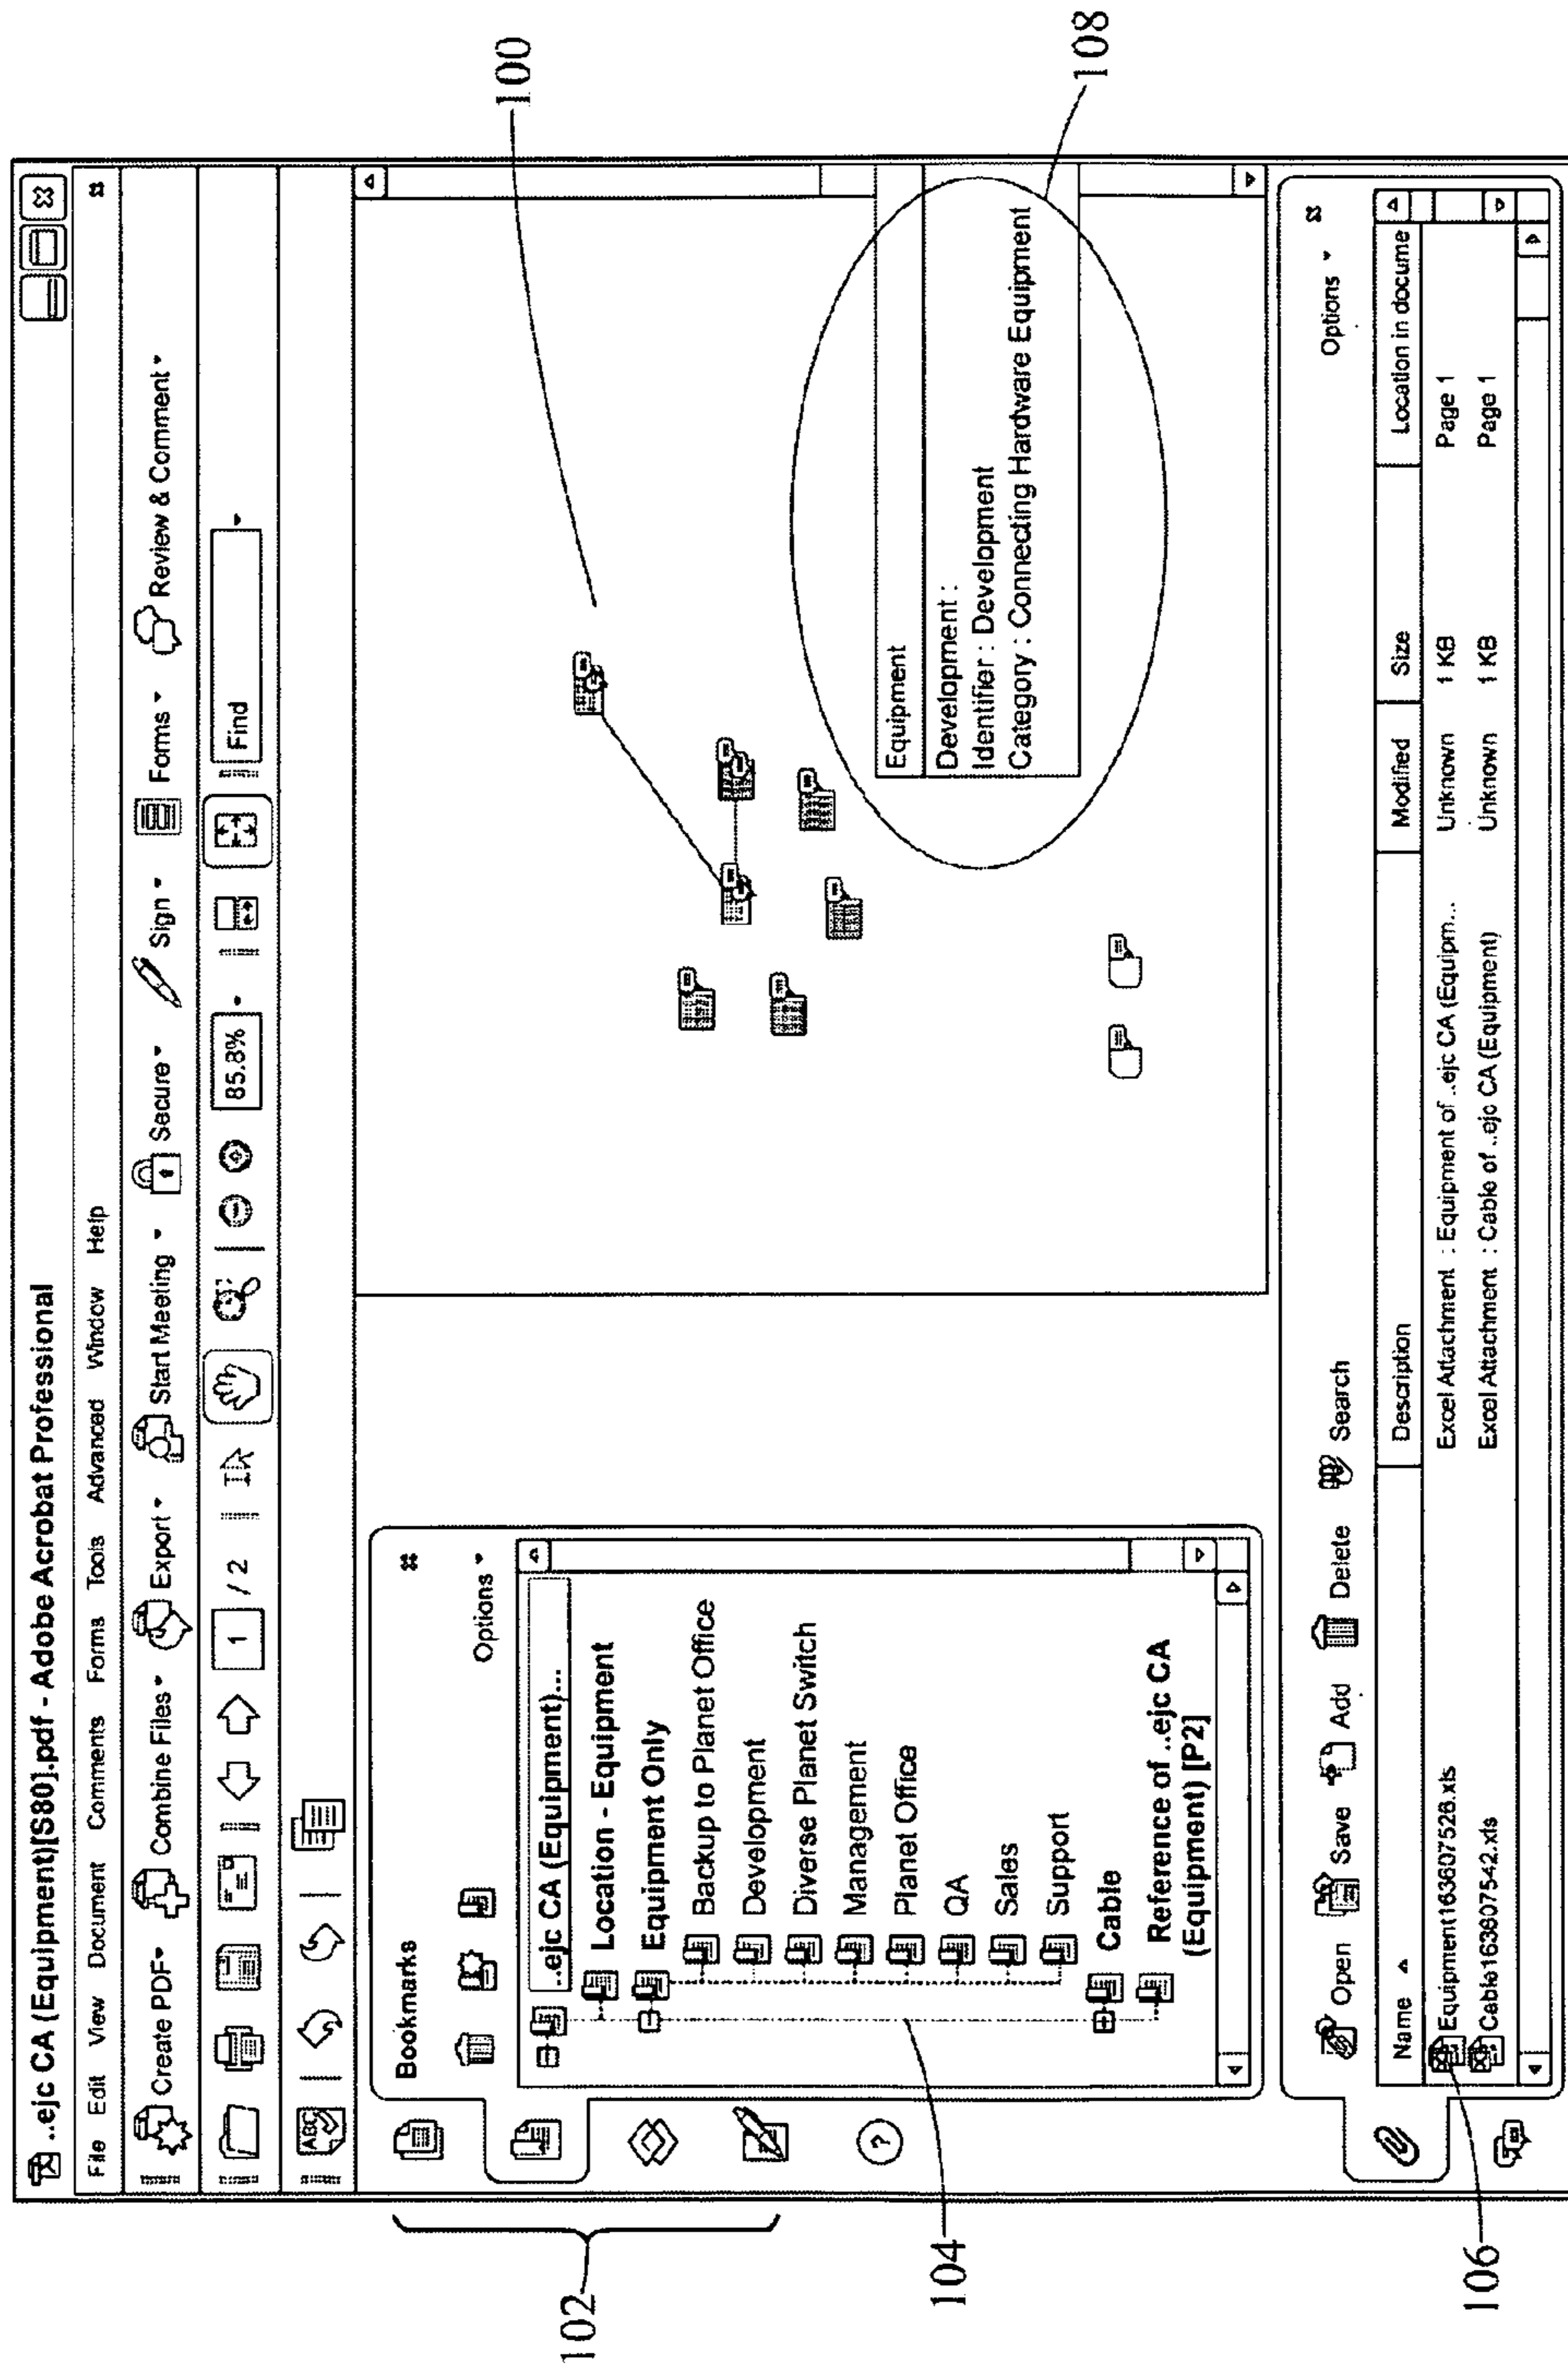 ..ejc CA (Equipment)[S80].pdf - Adobe Acrobat Professional
File Edit View Document Comments Forms Tools Advanced Window Help
Create PDF Combine Files Export Start Meeting Secure Sign Forms Review & Comment
1 / 2 85.8% Find
ABC
Bookmarks
Options
..ejc CA (Equipment)...
Location - Equipment
Equipment Only
Backup to Planet Office
Development
Diverse Planet Switch
Management
Planet Office
QA
Sales
Support
Cable
Reference of ..ejc CA
(Equipment) [P2]
100
Equipment
Development :
Identifier : Development
Category : Connecting Hardware Equipment
108
102
104
Open Save Add Delete Search Options
Name Description Modified Size Location in docume
Equipment163607526.xls Excel Attachment : Equipment of ..ejc CA (Equipm... Unknown 1 KB Page 1
Cable163607542.xls Excel Attachment : Cable of ..ejc CA (Equipment) Unknown 1 KB Page 1
106